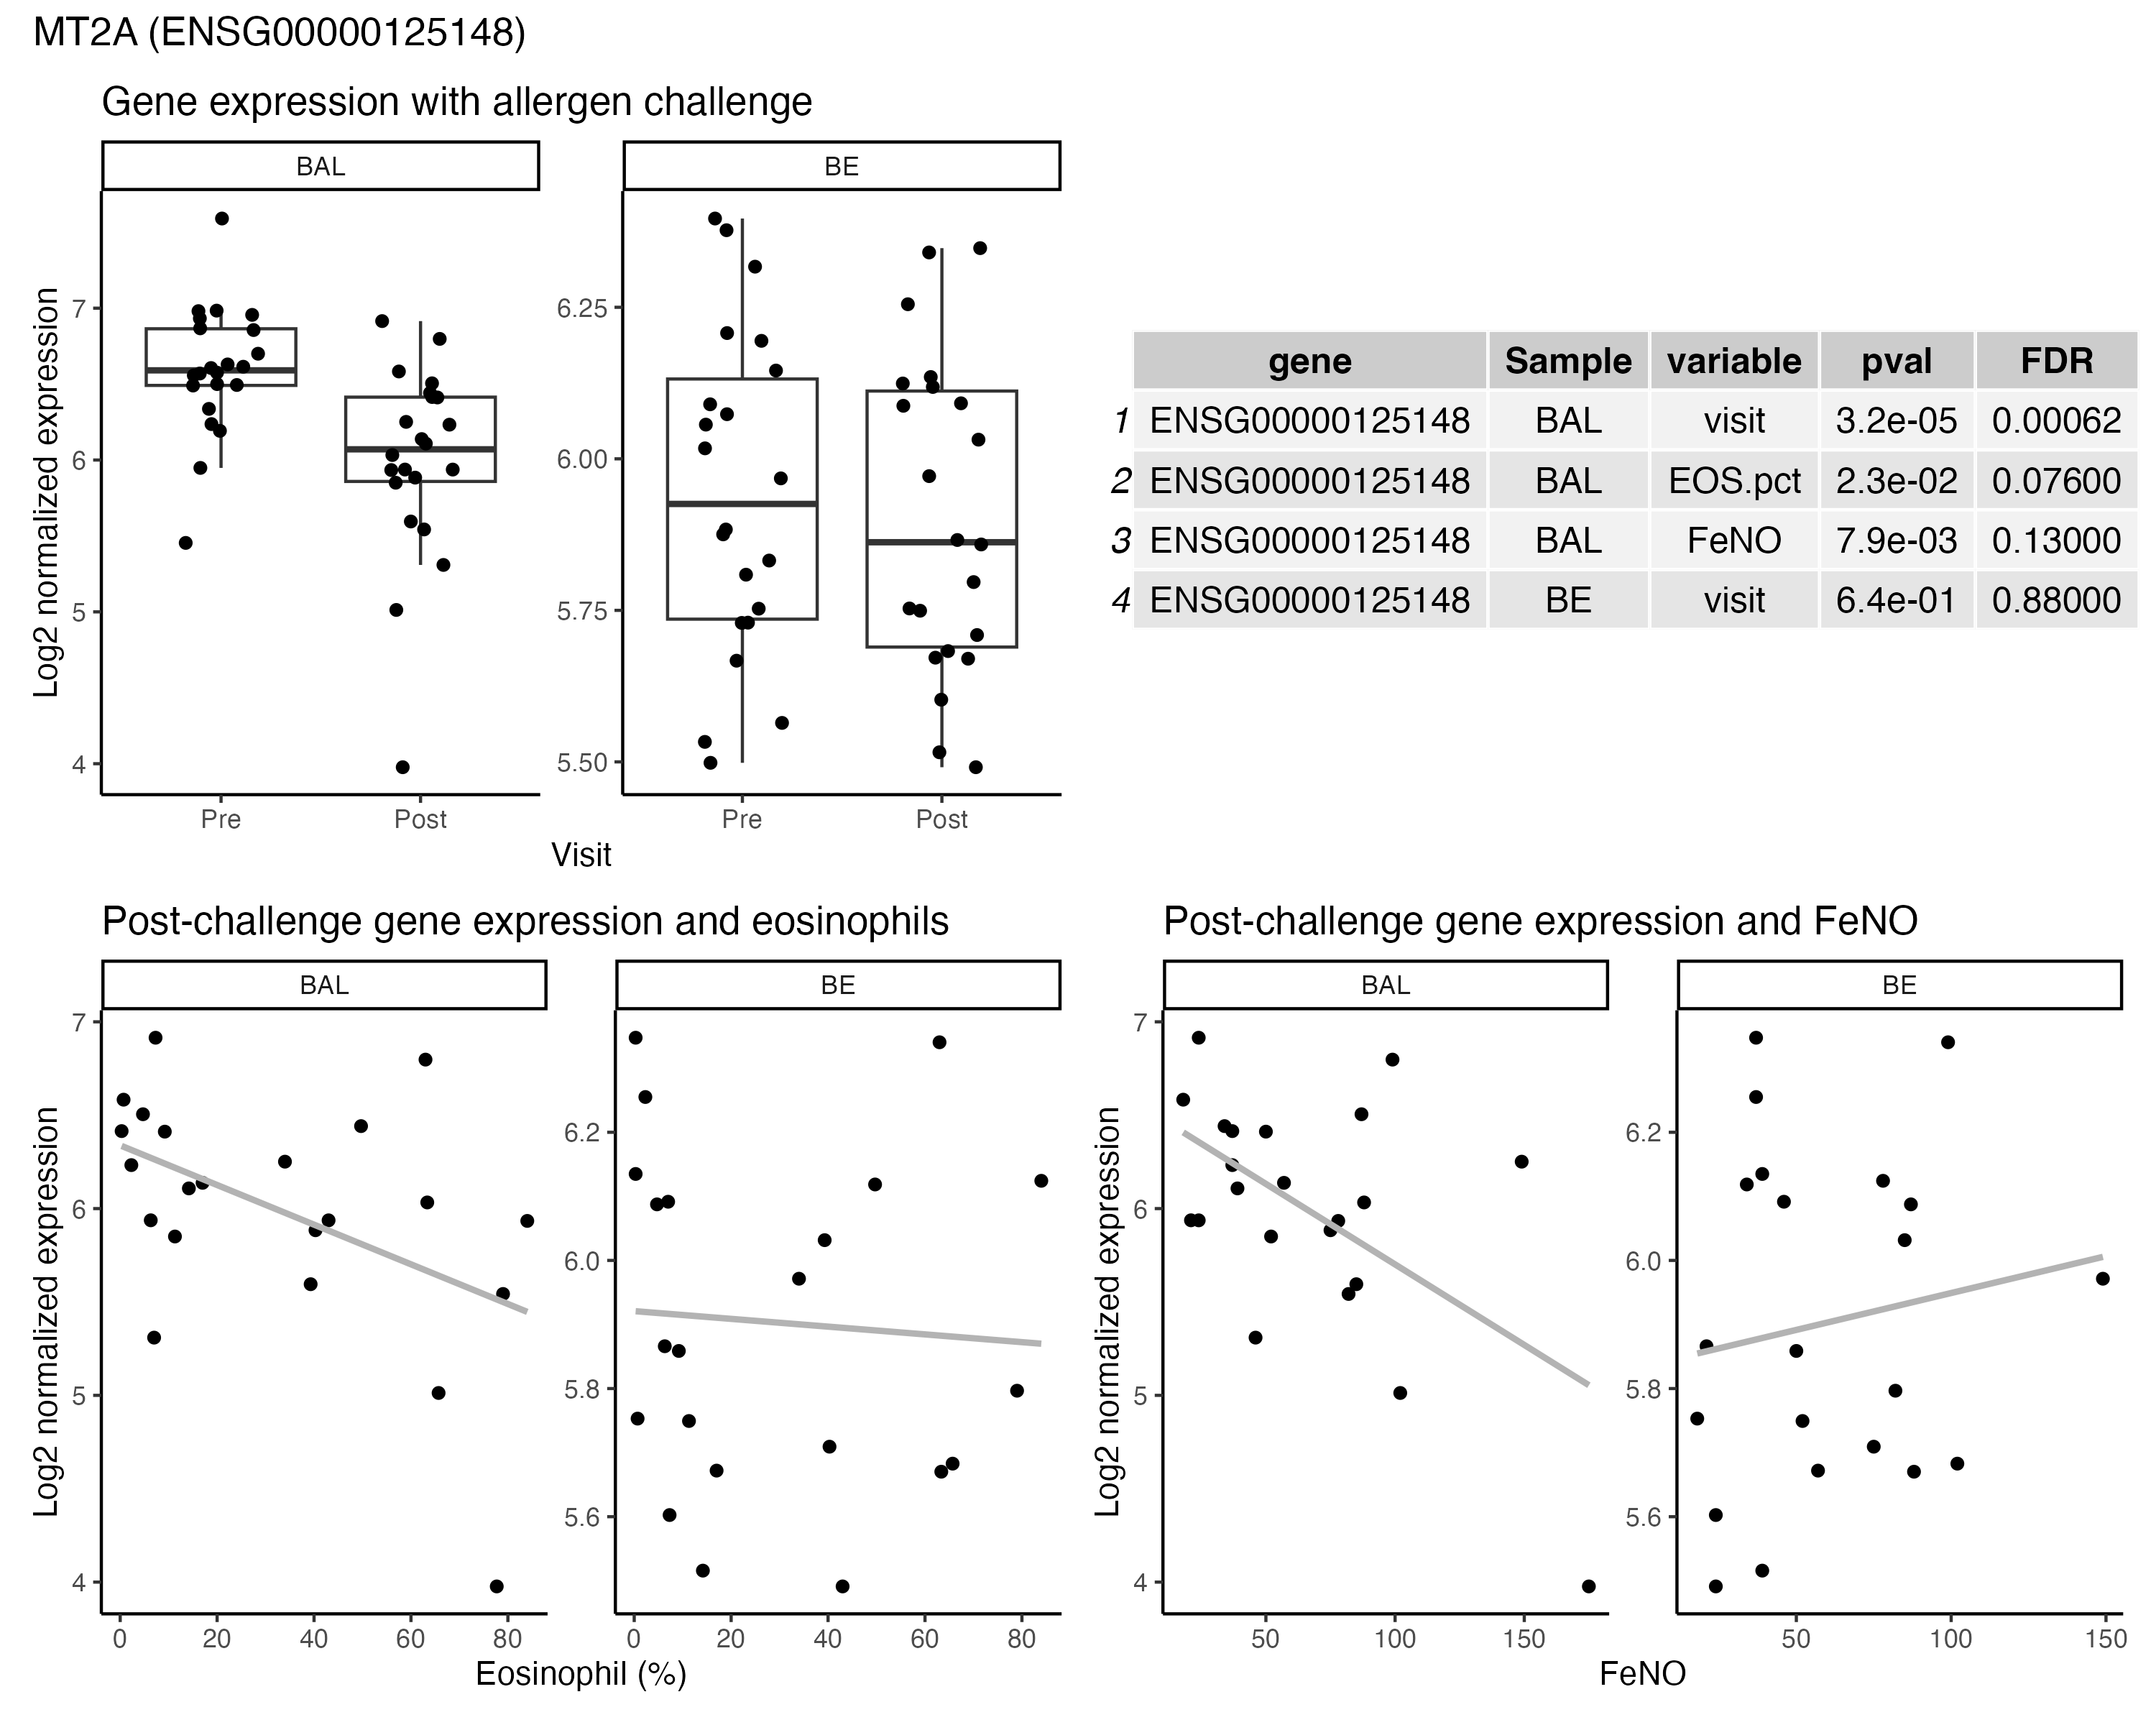 MT2A (ENSG00000125148)
Gene expression with allergen challenge
BAL
BE
Log2 normalized expression
7
6
5
4
6.25
6.00
5.75
5.50
Pre
Post
Pre
Post
Visit
gene Sample variable pval FDR
1 ENSG00000125148 BAL visit 3.2e-05 0.00062
2 ENSG00000125148 BAL EOS.pct 2.3e-02 0.07600
3 ENSG00000125148 BAL FeNO 7.9e-03 0.13000
4 ENSG00000125148 BE visit 6.4e-01 0.88000
Post-challenge gene expression and eosinophils
BAL
BE
Log2 normalized expression
7
6
5
4
6.2
6.0
5.8
5.6
0 20 40 60 80
0 20 40 60 80
Eosinophil (%)
Post-challenge gene expression and FeNO
BAL
BE
Log2 normalized expression
7
6
5
4
6.2
6.0
5.8
5.6
50 100 150
50 100 150
FeNO